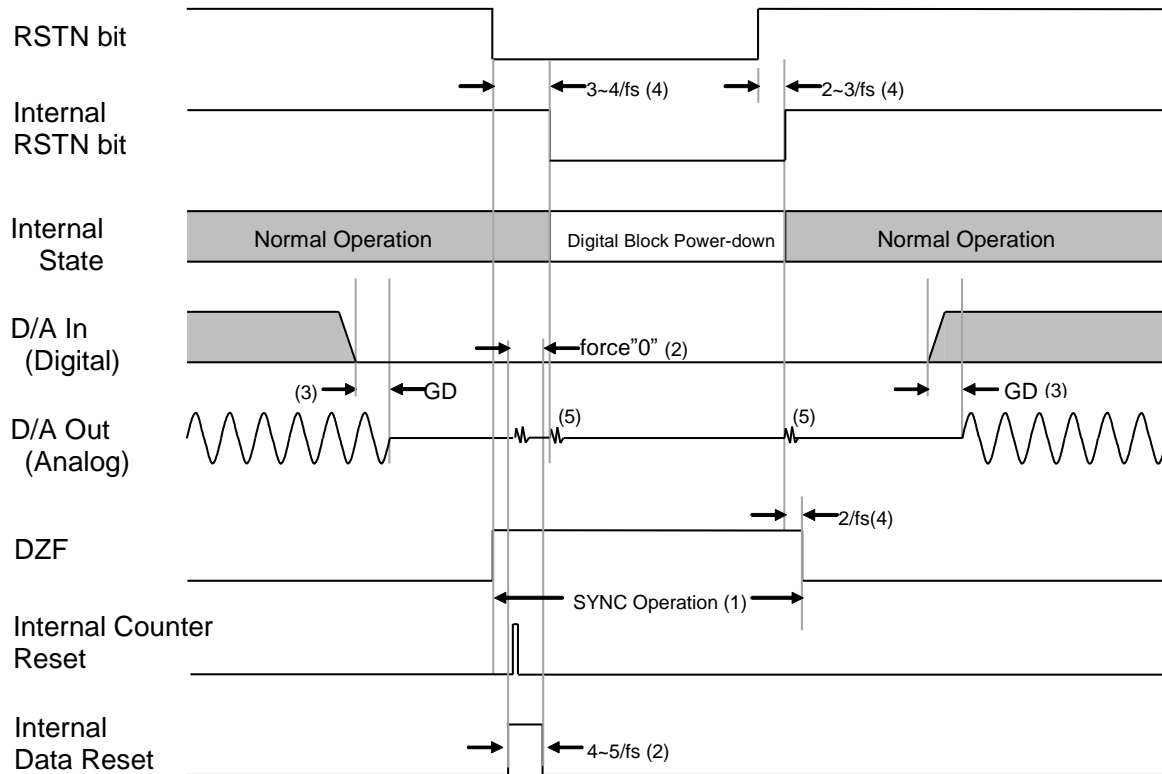 RSTN bit
3~4/fs (4)
2~3/fs (4)
Internal
RSTN bit
Internal
State
Normal Operation
Digital Block Power-down
Normal Operation
D/A In
(Digital)
force”0” (2)
(3)
GD
GD (3)
D/A Out
(Analog)
(5)
(5)
2/fs(4)
DZF
SYNC Operation (1)
Internal Counter
Reset
Internal
Data Reset
4~5/fs (2)